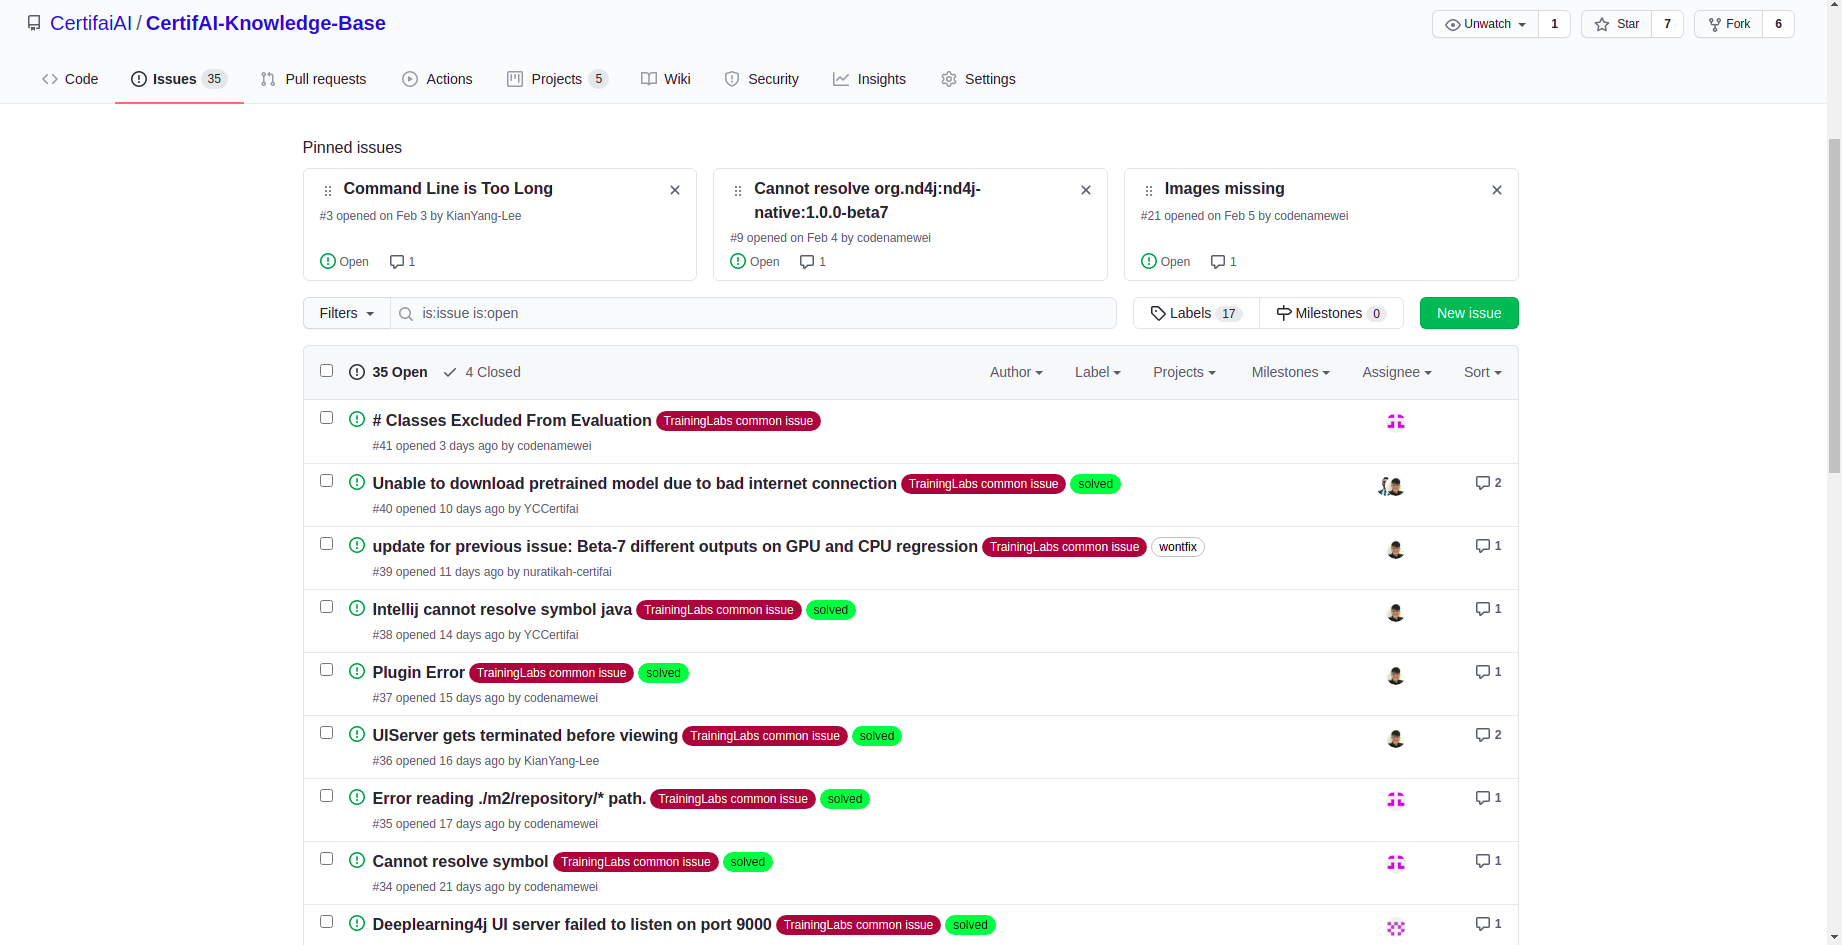 CertifaiAI / CertifAI-Knowledge-Base
Unwatch 1 Star 7 Fork 6
Code Issues 35 Pull requests Actions Projects 5 Wiki Security Insights Settings
Pinned issues
Command Line is Too Long
#3 opened on Feb 3 by KianYang-Lee
Open 1
Cannot resolve org.nd4j:nd4j-
native:1.0.0-beta7
#9 opened on Feb 4 by codenamewei
Open 1
Images missing
#21 opened on Feb 5 by codenamewei
Open 1
Filters is:issue is:open Labels 17 Milestones 0 New issue
35 Open 4 Closed Author Label Projects Milestones Assignee Sort
# Classes Excluded From Evaluation TrainingLabs common issue
#41 opened 3 days ago by codenamewei
Unable to download pretrained model due to bad internet connection TrainingLabs common issue solved 2
#40 opened 10 days ago by YCCertifai
update for previous issue: Beta-7 different outputs on GPU and CPU regression TrainingLabs common issue wontfix 1
#39 opened 11 days ago by nuratikah-certifai
Intellij cannot resolve symbol java TrainingLabs common issue solved 1
#38 opened 14 days ago by YCCertifai
Plugin Error TrainingLabs common issue solved 1
#37 opened 15 days ago by codenamewei
UIServer gets terminated before viewing TrainingLabs common issue solved 2
#36 opened 16 days ago by KianYang-Lee
Error reading ./m2/repository/* path. TrainingLabs common issue solved 1
#35 opened 17 days ago by codenamewei
Cannot resolve symbol TrainingLabs common issue solved 1
#34 opened 21 days ago by codenamewei
Deeplearning4j UI server failed to listen on port 9000 TrainingLabs common issue solved 1